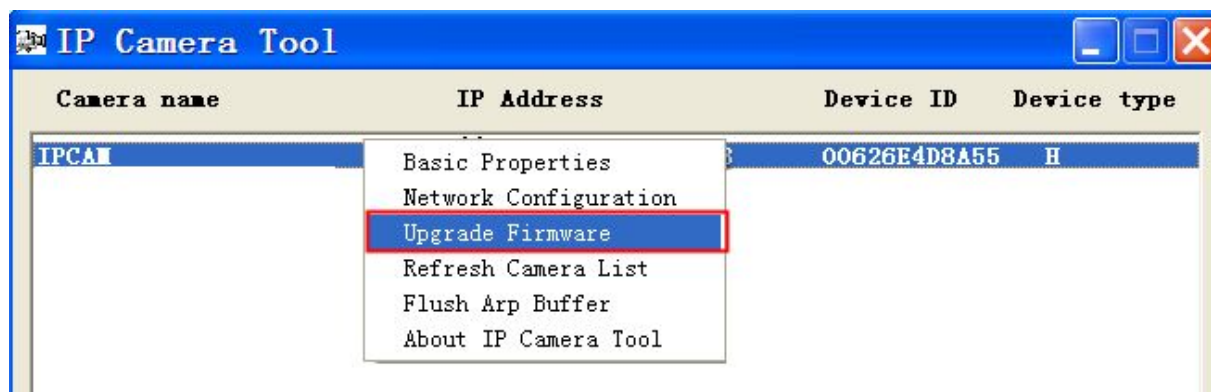 IP Camera Tool
Camera name IP Address Device ID Device type
IPCAM 00626E4D8A55 H
Basic Properties
Network Configuration
Upgrade Firmware
Refresh Camera List
Flush Arp Buffer
About IP Camera Tool